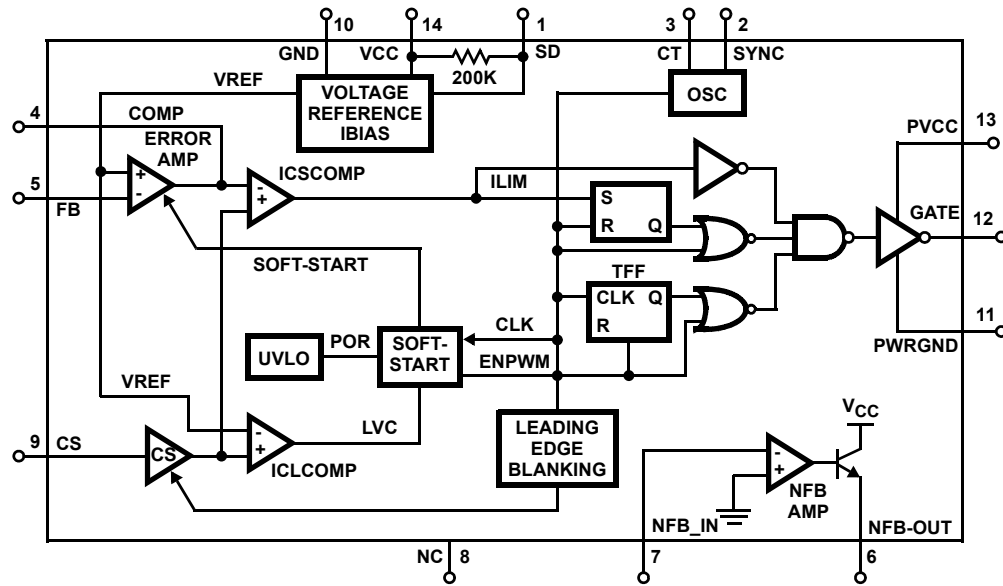 10
14
1
3
2
GND
VCC
SD
CT
SYNC
200K
VREF
VOLTAGE
REFERENCE
IBIAS
OSC
4
COMP
PVCC
13
ERROR
AMP
+
-
ICSCOMP
-
+
ILIM
5
FB
S
R
Q
GATE
12
SOFT-START
TFF
CLK
Q
R
11
PWRGND
UVLO
POR
SOFT-
START
CLK
ENPWM
VREF
9
CS
CS
-
+
ICLCOMP
LVC
LEADING
EDGE
BLANKING
VCC
-
+
NFB
AMP
NFB_IN
NFB-OUT
NC
8
7
6